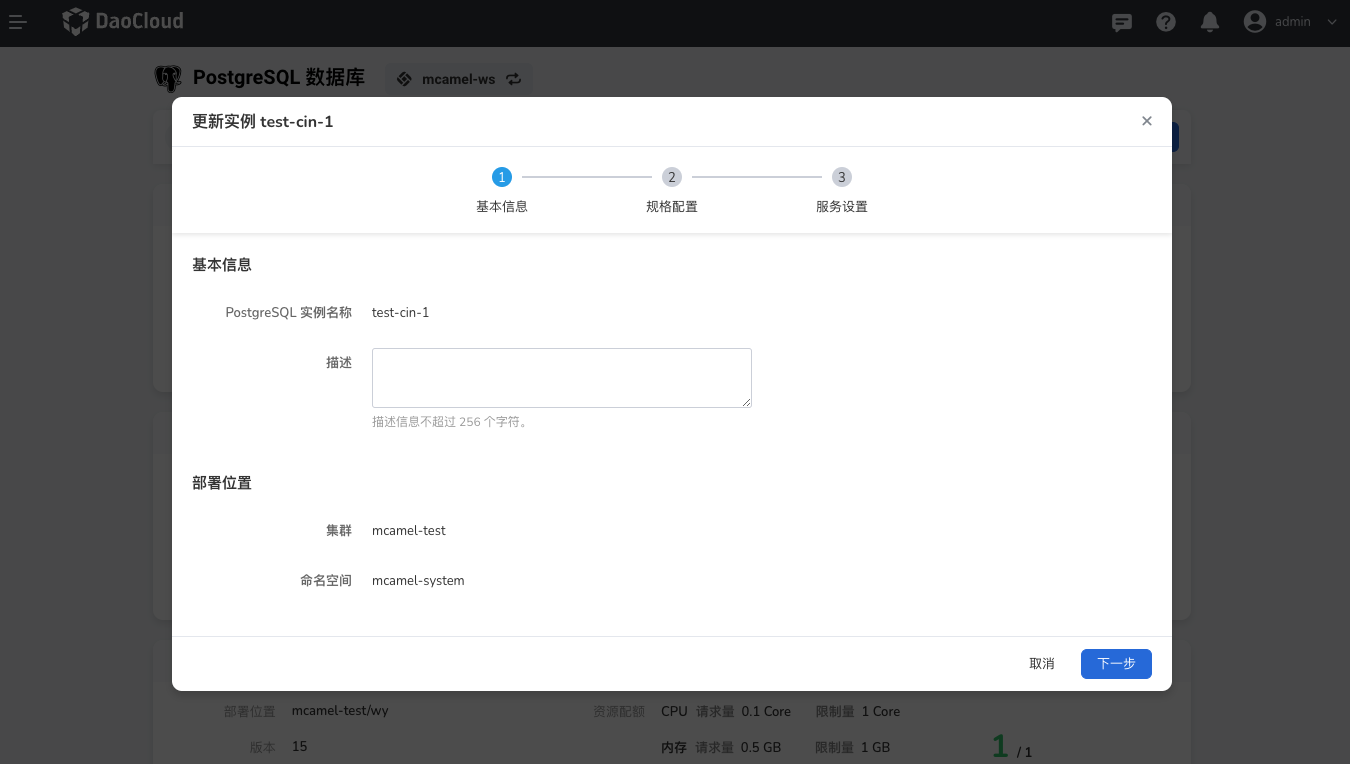 DaoCloud
admin
PostgreSQL 数据库
mcamel-ws
更新实例 test-cin-1
1
2
3
基本信息
规格配置
服务设置
基本信息
PostgreSQL 实例名称 test-cin-1
描述
描述信息不超过 256 个字符。
部署位置
集群 mcamel-test
命名空间 mcamel-system
取消
下一步
部署位置 mcamel-test/wy
资源配额 CPU 请求量 0.1 Core 限制量 1 Core
版本 15
内存 请求量 0.5 GB 限制量 1 GB
1 / 1